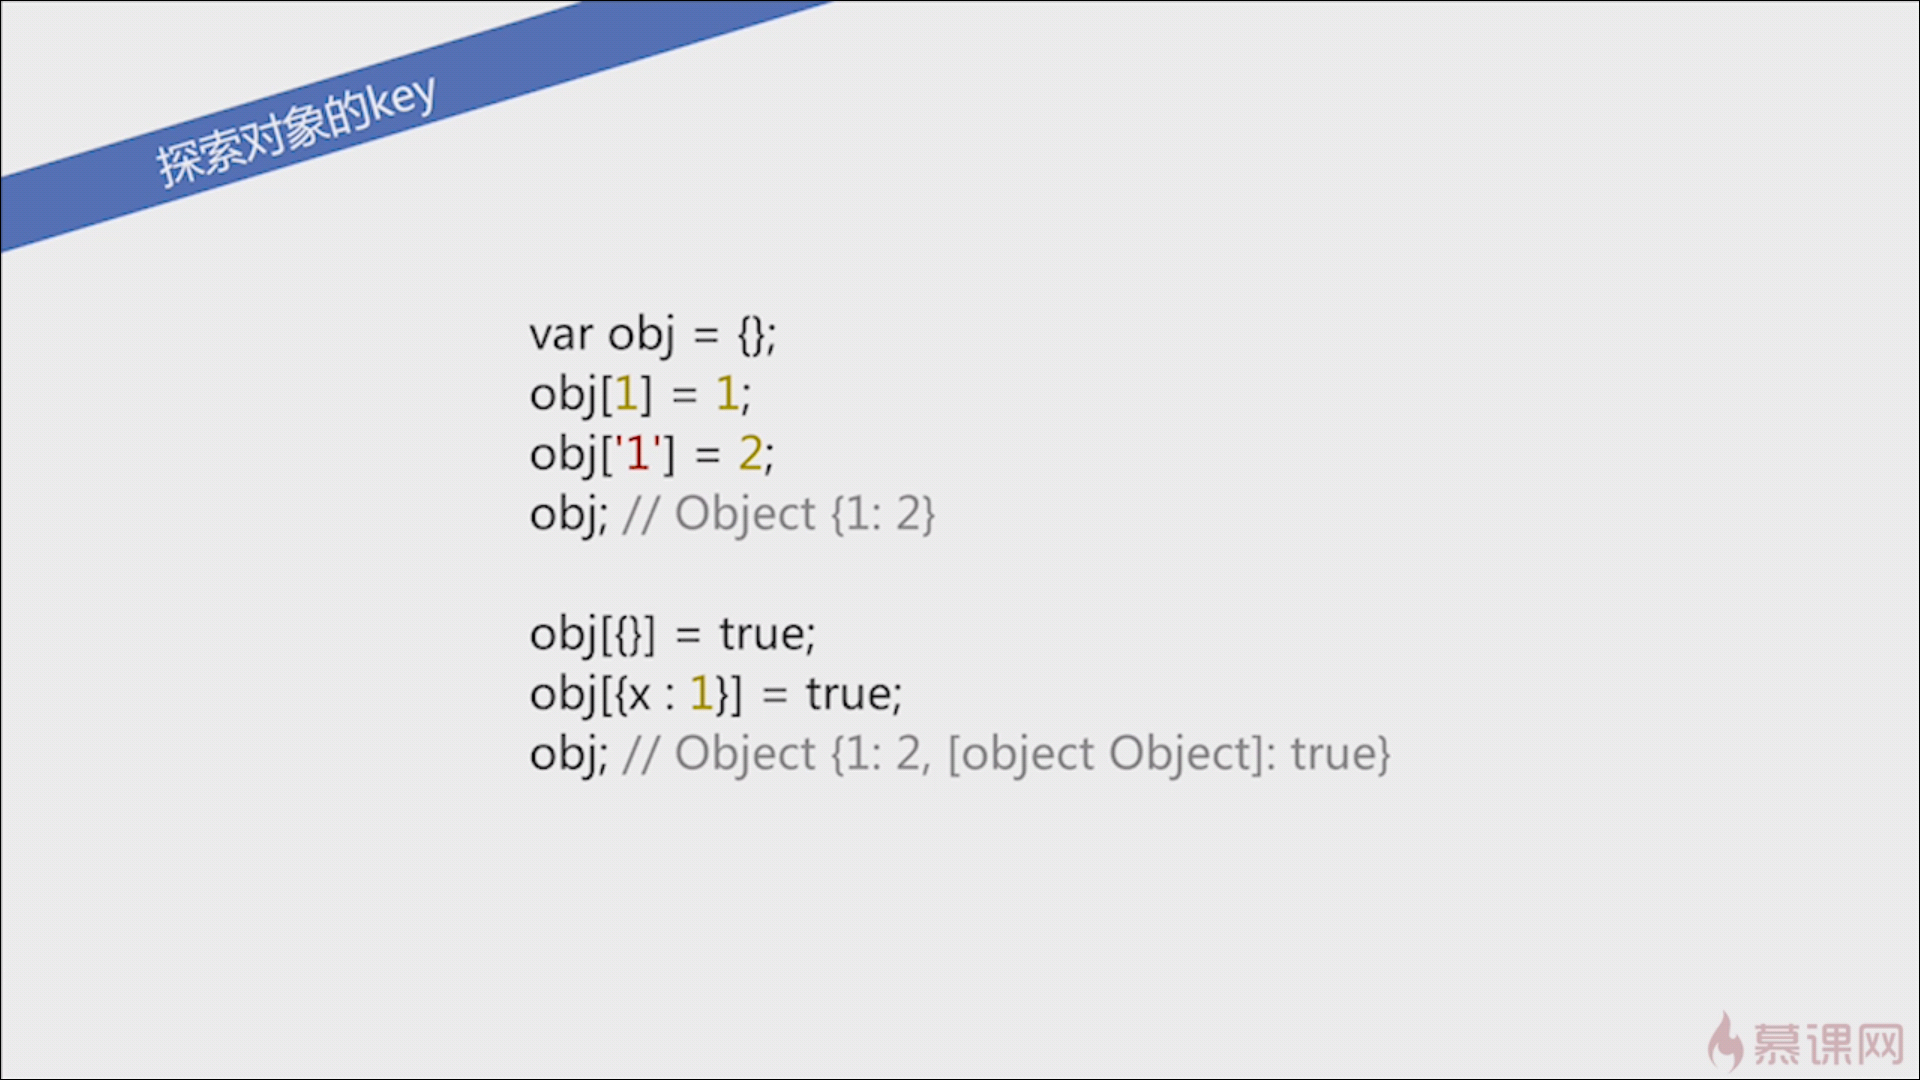 探索对象的key
var obj = {};
obj[1] = 1;
obj['1'] = 2;
obj; // Object {1: 2}
obj[{}] = true;
obj[{x : 1}] = true;
obj; // Object {1: 2, [object Object]: true}
慕课网